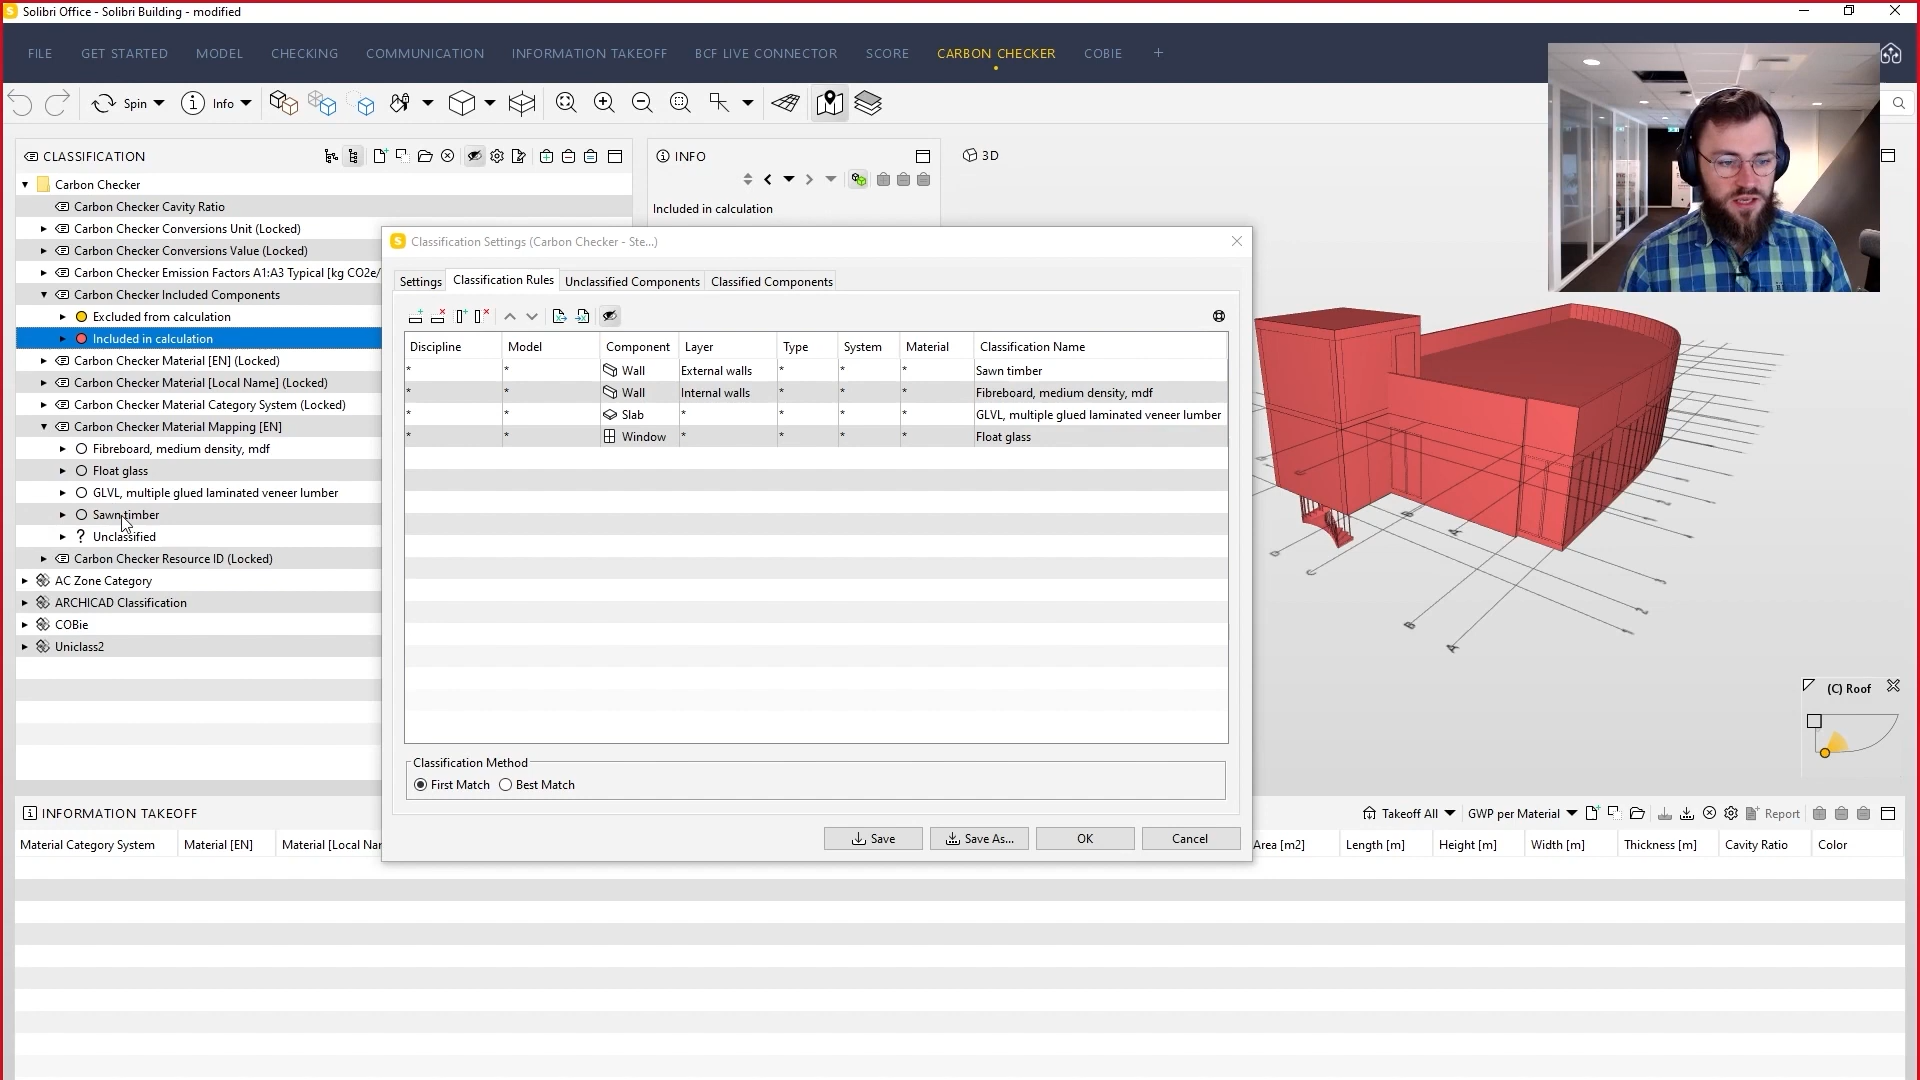 Solibri Office - Solibri Building - modified
FILE GET STARTED MODEL CHECKING COMMUNICATION INFORMATION TAKEOFF BCF LIVE CONNECTOR SCORE CARBON CHECKER COBIE +
Spin Info
CLASSIFICATION
Carbon Checker
Carbon Checker Cavity Ratio
Carbon Checker Conversions Unit (Locked)
Carbon Checker Conversions Value (Locked)
Carbon Checker Emission Factors A1:A3 Typical [kg CO2e/
Carbon Checker Included Components
Excluded from calculation
Included in calculation
Carbon Checker Material [EN] (Locked)
Carbon Checker Material [Local Name] (Locked)
Carbon Checker Material Category System (Locked)
Carbon Checker Material Mapping [EN]
Fibreboard, medium density, mdf
Float glass
GLVL, multiple glued laminated veneer lumber
Sawn timber
? Unclassified
Carbon Checker Resource ID (Locked)
AC Zone Category
ARCHICAD Classification
COBie
Uniclass2
INFO
Included in calculation
3D
Classification Settings (Carbon Checker - Ste...)
Settings Classification Rules Unclassified Components Classified Components
Discipline Model Component Layer Type System Material Classification Name
* * Wall External walls * * * Sawn timber
* * Wall Internal walls * * * Fibreboard, medium density, mdf
* * Slab * * * * GLVL, multiple glued laminated veneer lumber
* * Window * * * * Float glass
Classification Method
First Match Best Match
Save Save As... OK Cancel
(C) Roof
INFORMATION TAKEOFF
Takeoff All GWP per Material Report
Material Category System Material [EN] Material [Local Nar Area [m2] Length [m] Height [m] Width [m] Thickness [m] Cavity Ratio Color